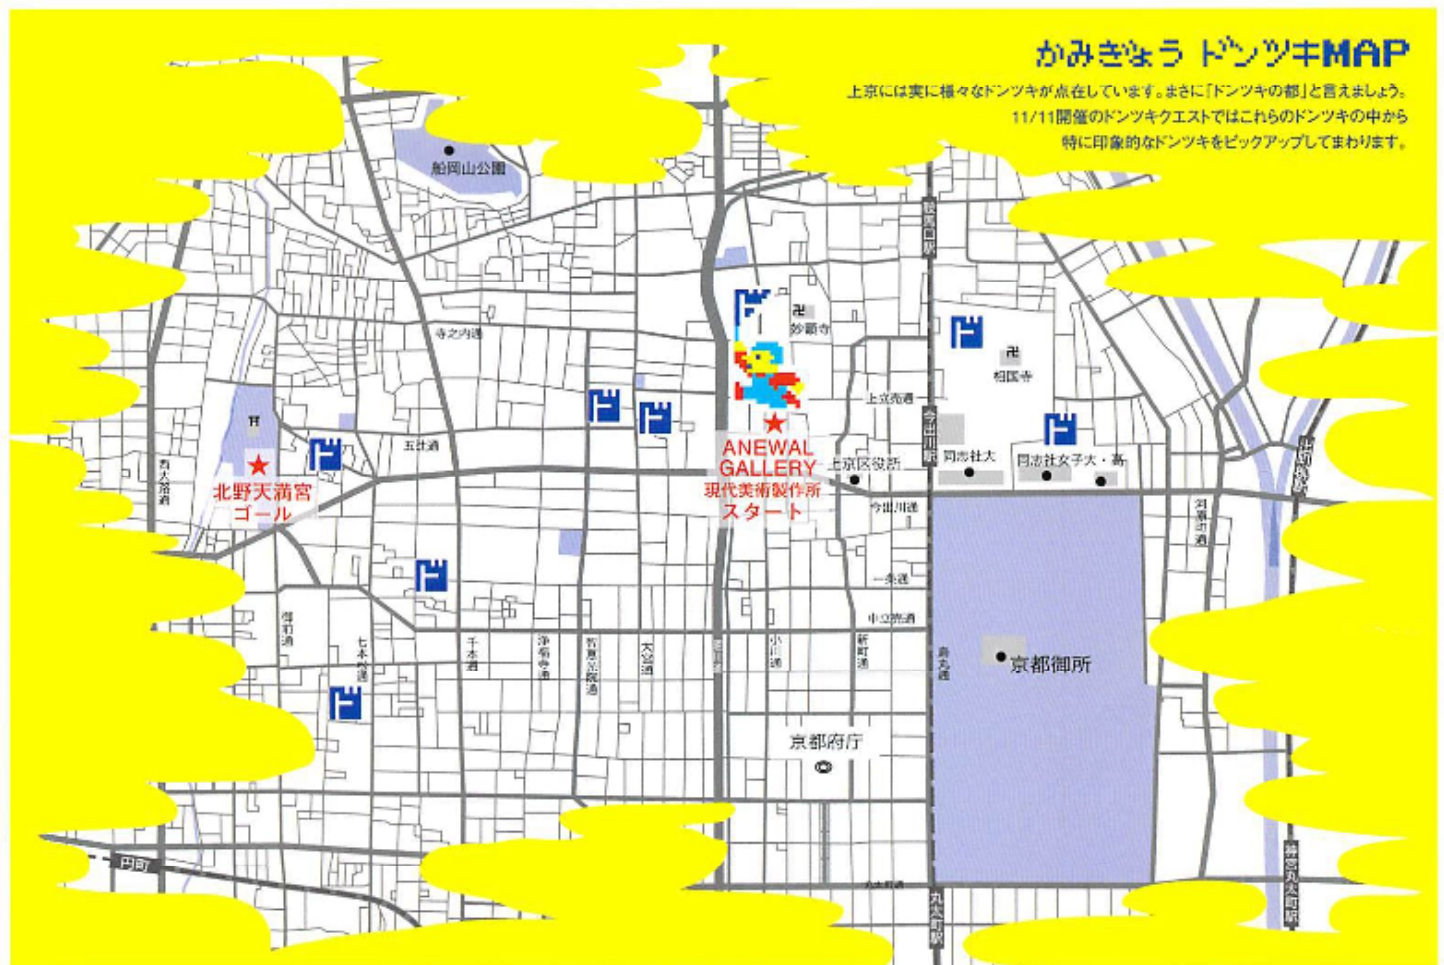 かみぎょう ドンツキMAP
上京には実に様々なドンツキが点在しています。まさに「ドンツキの都」と言えましょう。
11/11開催のドンツキクエストではこれらのドンツキの中から
特に印象的なドンツキをピックアップしてまわります。
船岡山公園
鞍馬口駅
卍
妙顕寺
寺之内通
卍
相国寺
上立売通
今出川駅
五辻通
西大路通
北野天満宮
ゴール
ANEWAL
GALLERY
現代美術製作所
スタート
上京区役所
同志社大
同志社女子大・高
出町柳駅
今出川通
河原町通
一条通
中立売通
御前通
七本松通
千本通
浄福寺通
智恵光院通
大宮通
小川通
新町通
烏丸通
京都御所
京都府庁
円町
丸太町通
丸太町駅
神宮丸太町駅